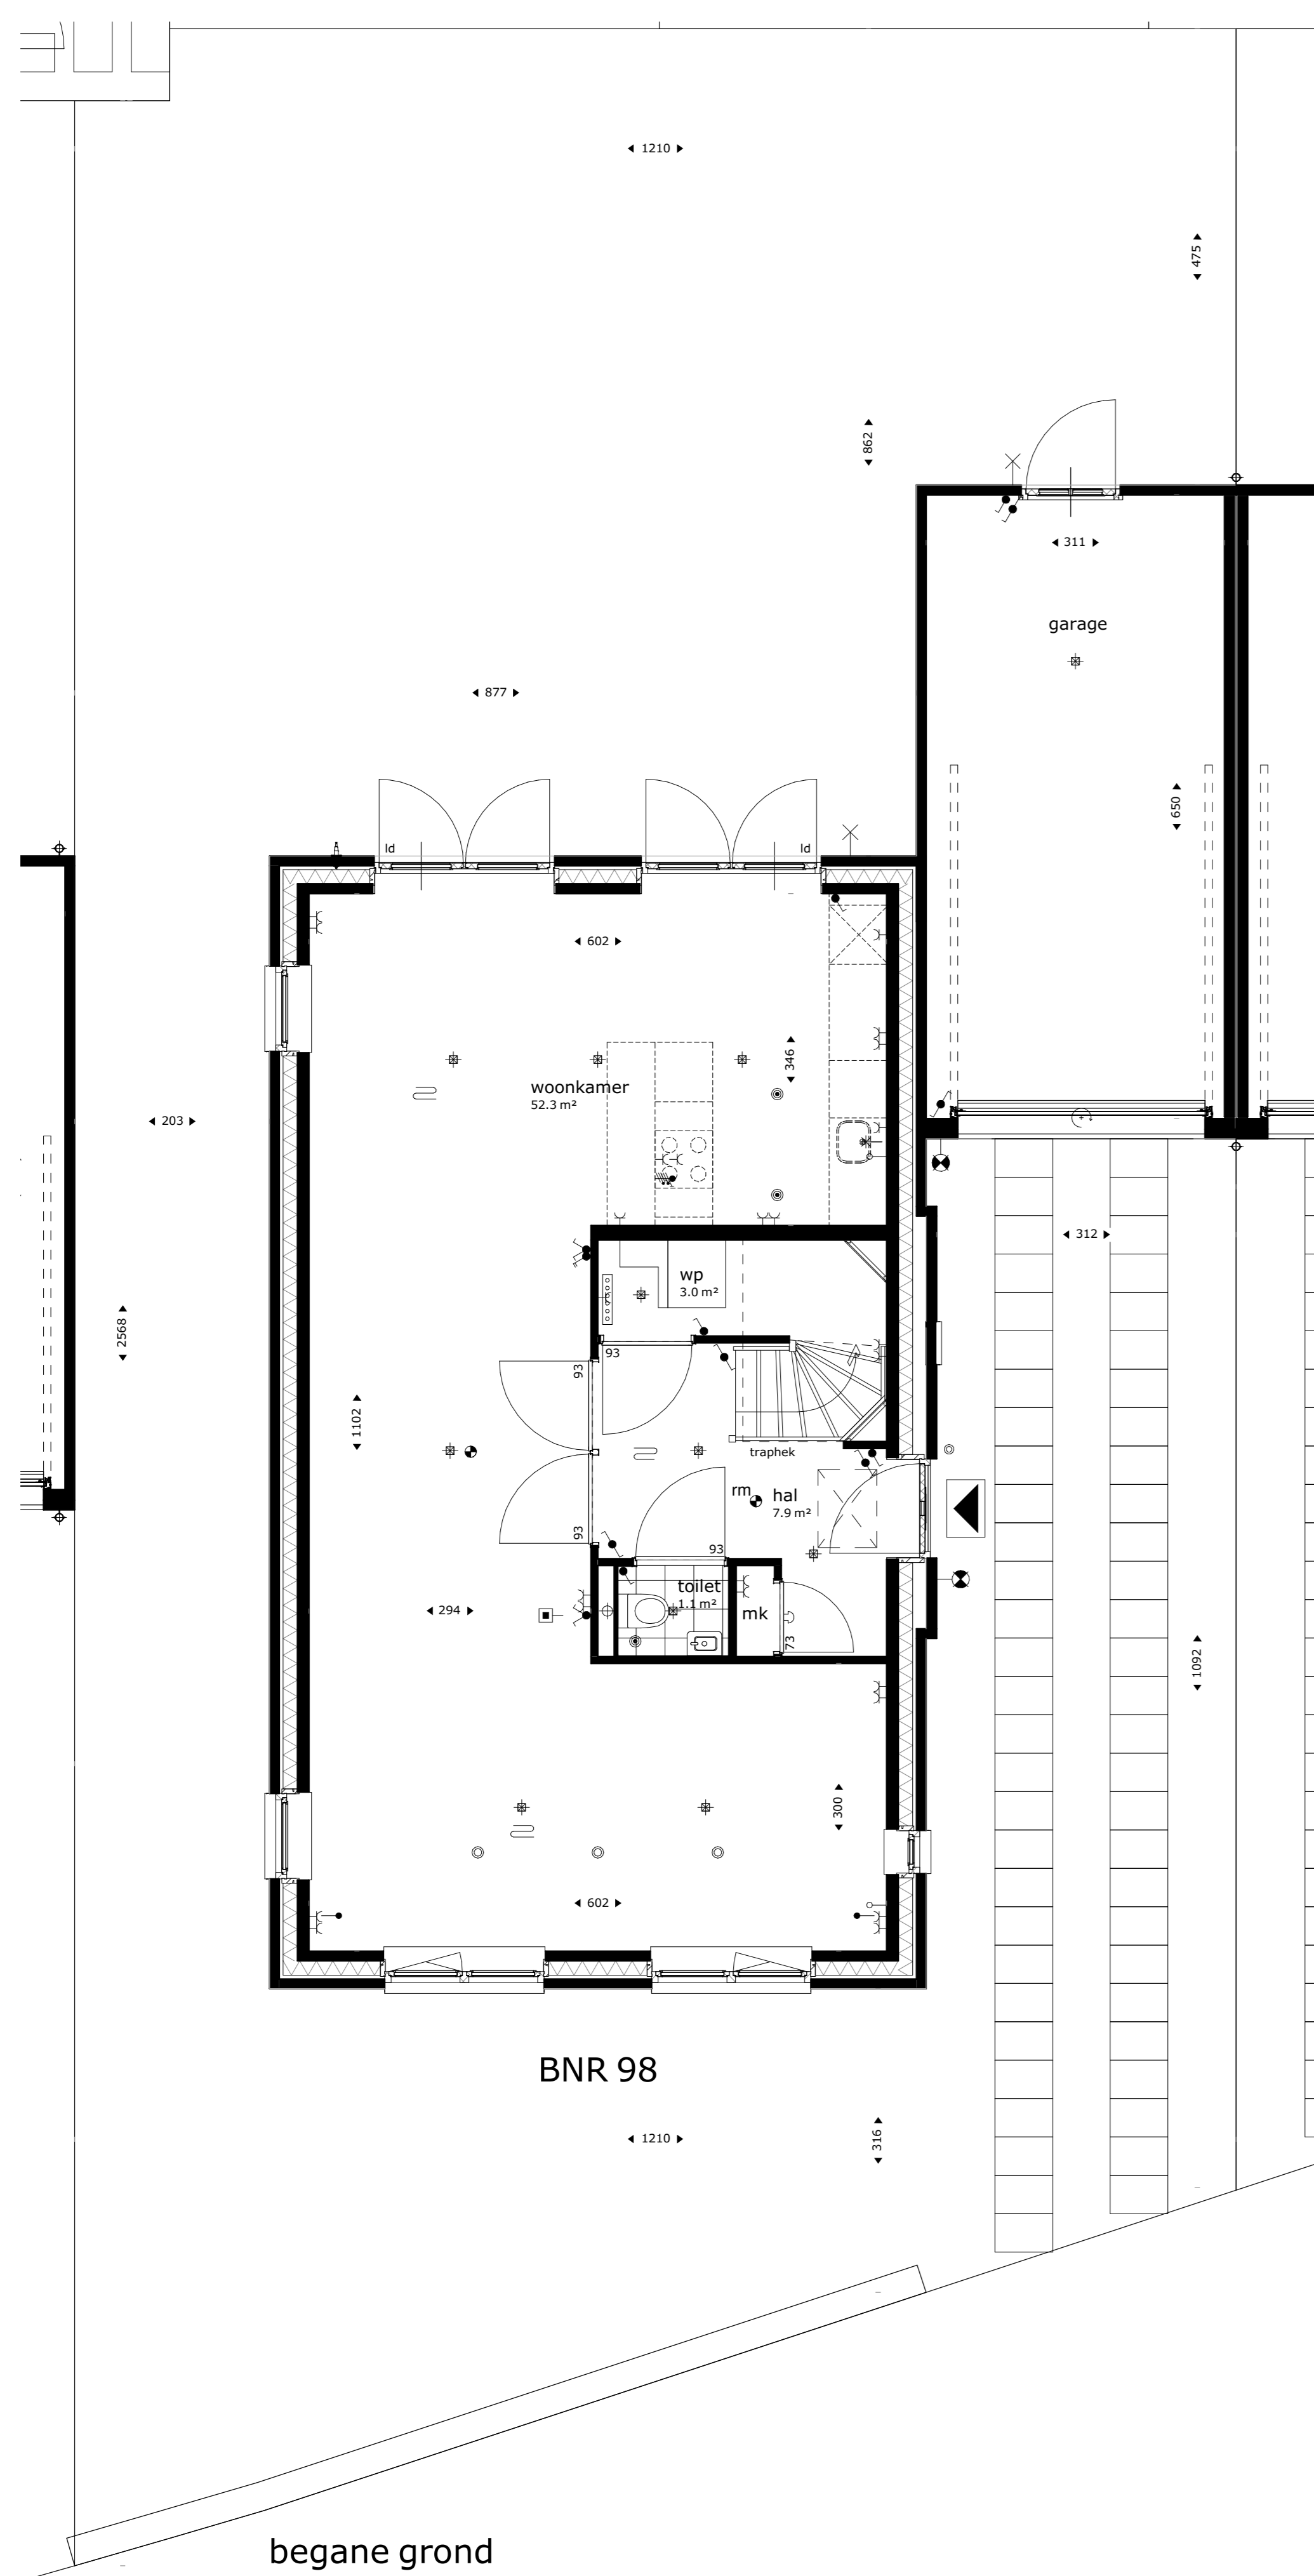 1210
475
862
311
garage
877
650
ld
ld
602
346
woonkamer
52.3 m²
203
312
wp
3.0 m²
2568
93
93
1102
traphek
rm
hal
7.9 m²
93
93
toilet
1.1 m²
294
mk
73
1092
300
602
BNR 98
1210
316
begane grond